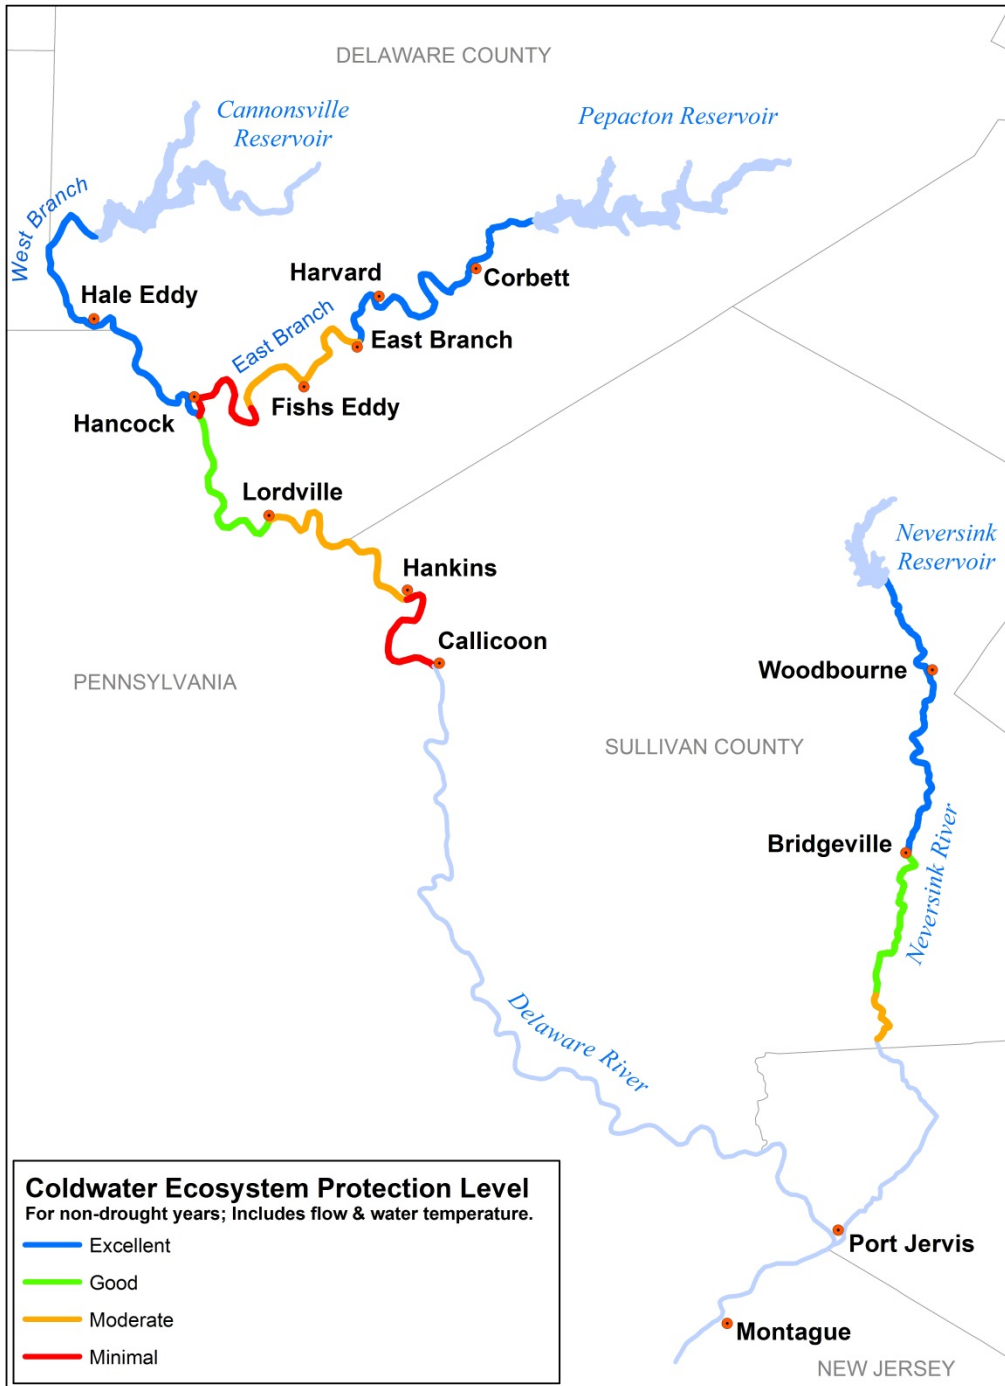 DELAWARE COUNTY
Cannonsville
Reservoir
Pepacton Reservoir
West Branch
Harvard
Corbett
Hale Eddy
East Branch
East Branch
Fishs Eddy
Hancock
Lordville
Neversink
Reservoir
Hankins
Callicoon
Woodbourne
PENNSYLVANIA
SULLIVAN COUNTY
Bridgeville
Neversink River
Delaware River
Coldwater Ecosystem Protection Level
For non-drought years; Includes flow & water temperature.
Excellent
Good
Moderate
Minimal
Port Jervis
Montague
NEW JERSEY